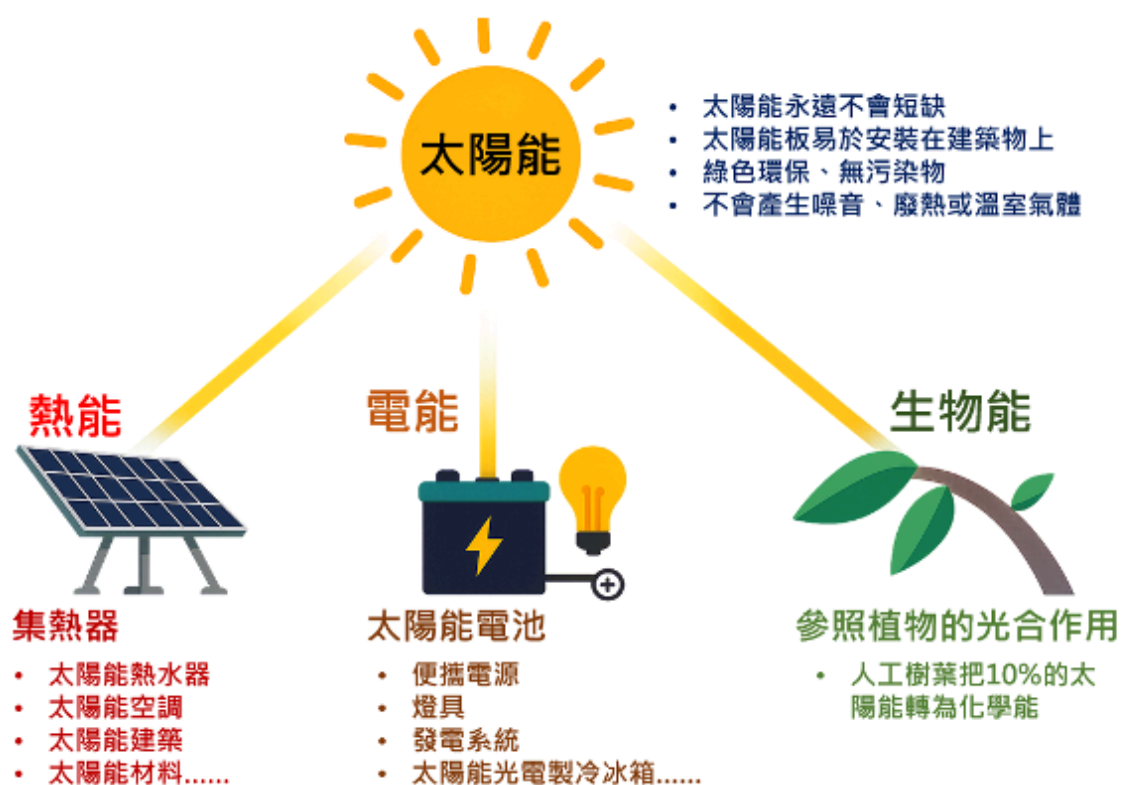 太陽能
• 太陽能永遠不會短缺
• 太陽能板易於安裝在建築物上
• 綠色環保、無污染物
• 不會產生噪音、廢熱或溫室氣體
熱能
集熱器
• 太陽能熱水器
• 太陽能空調
• 太陽能建築
• 太陽能材料......
電能
太陽能電池
• 便攜電源
• 燈具
• 發電系統
• 太陽能光電製冷冰箱......
生物能
參照植物的光合作用
• 人工樹葉把10%的太
陽能轉為化學能